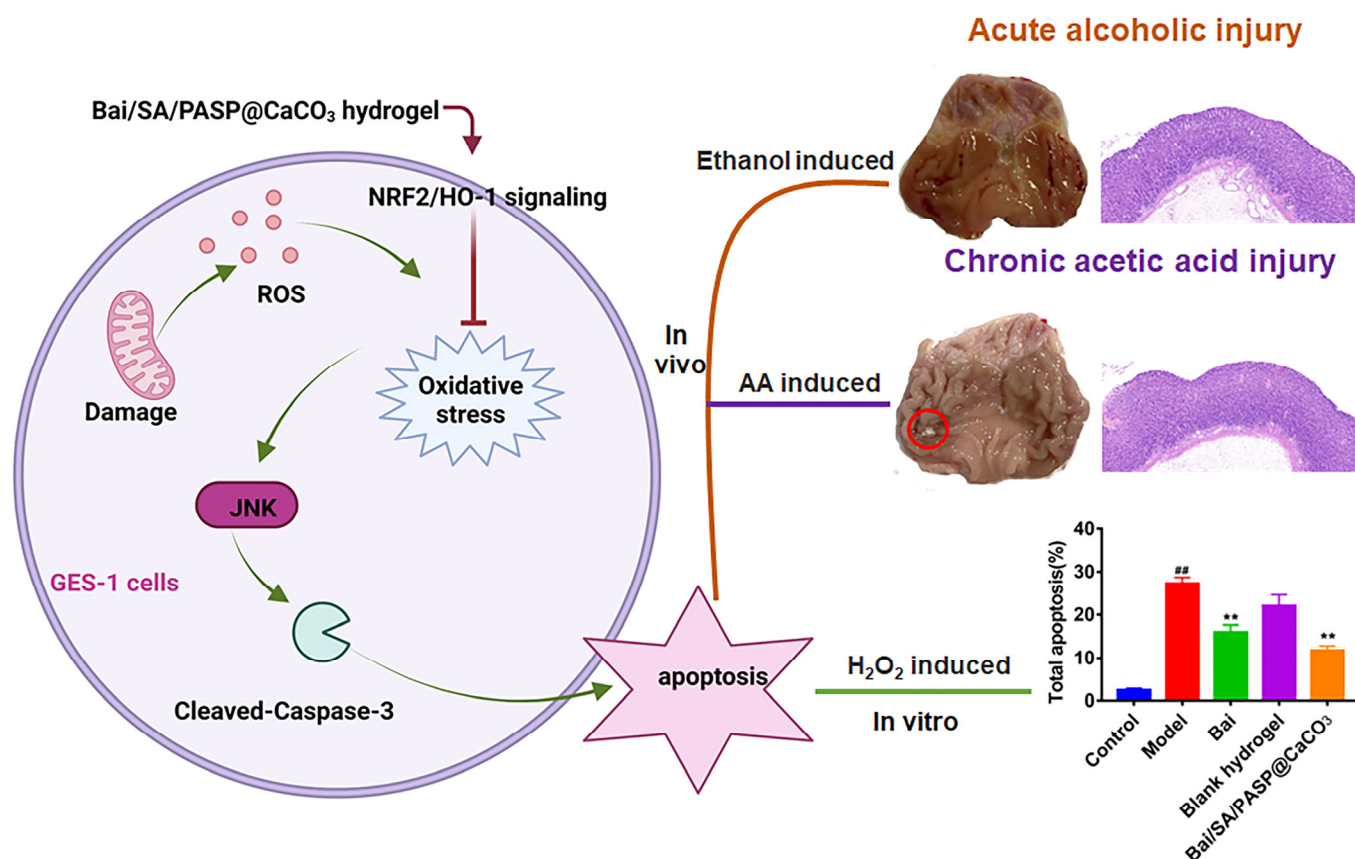 Acute alcoholic injury
Bai/SA/PASP@CaCO₃ hydrogel
NRF2/HO-1 signaling
Ethanol induced
ROS
Damage
Oxidative
stress
Chronic acetic acid injury
In
vivo
AA induced
JNK
GES-1 cells
Cleaved-Caspase-3
apoptosis
H₂O₂ induced
In vitro
Total apoptosis(%)
40
30
20
10
0
##
**
**
Control
Model
Bai
Blank hydrogel
Bai/SA/PASP@CaCO₃